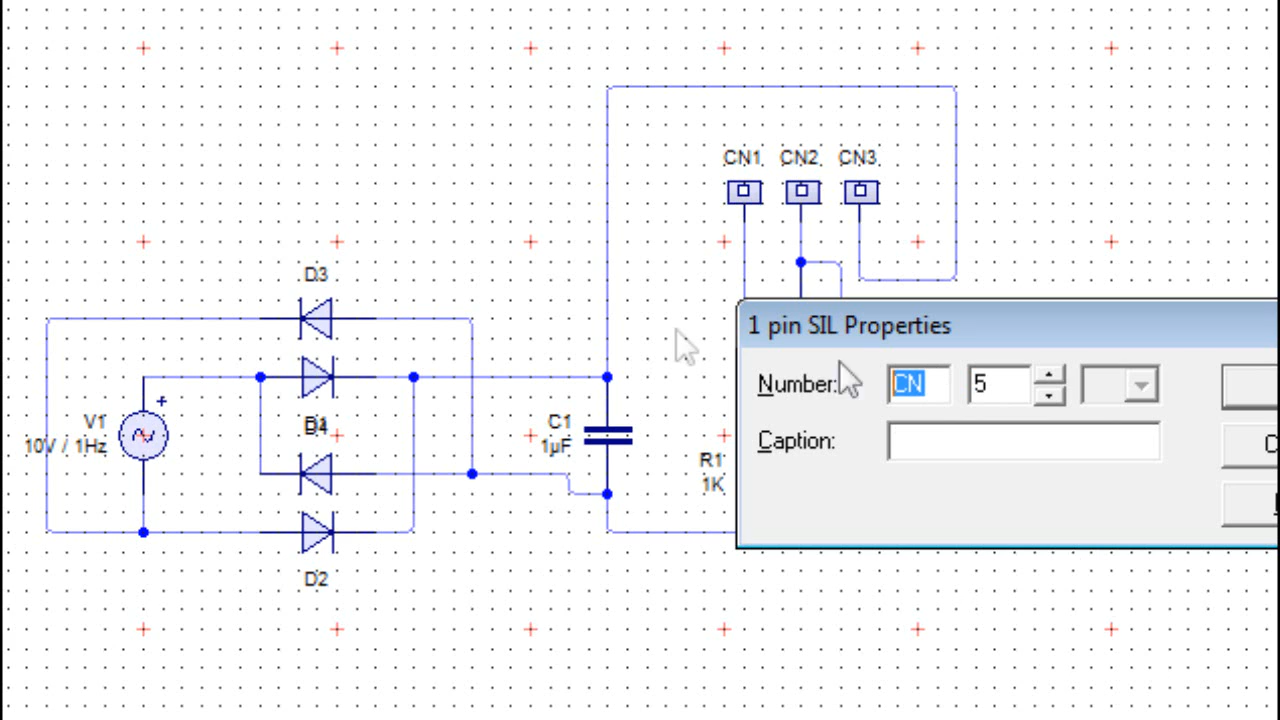 CN1 CN2 CN3
D3
1 pin SIL Properties
Number: CN 5
V1
10V / 1Hz
C1
1µF
Caption:
R1
1K
D2